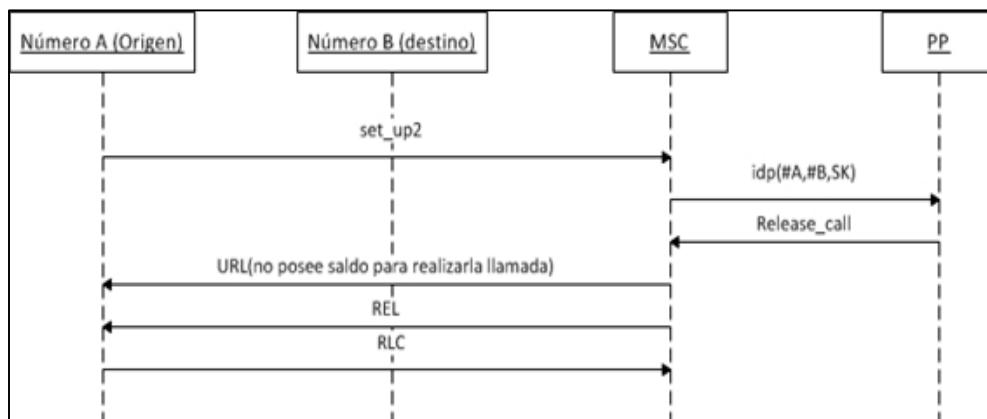 Número A (Origen) Número B (destino) MSC PP
set_up2
idp(#A,#B,SK)
Release_call
URL(no posee saldo para realizarla llamada)
REL
RLC